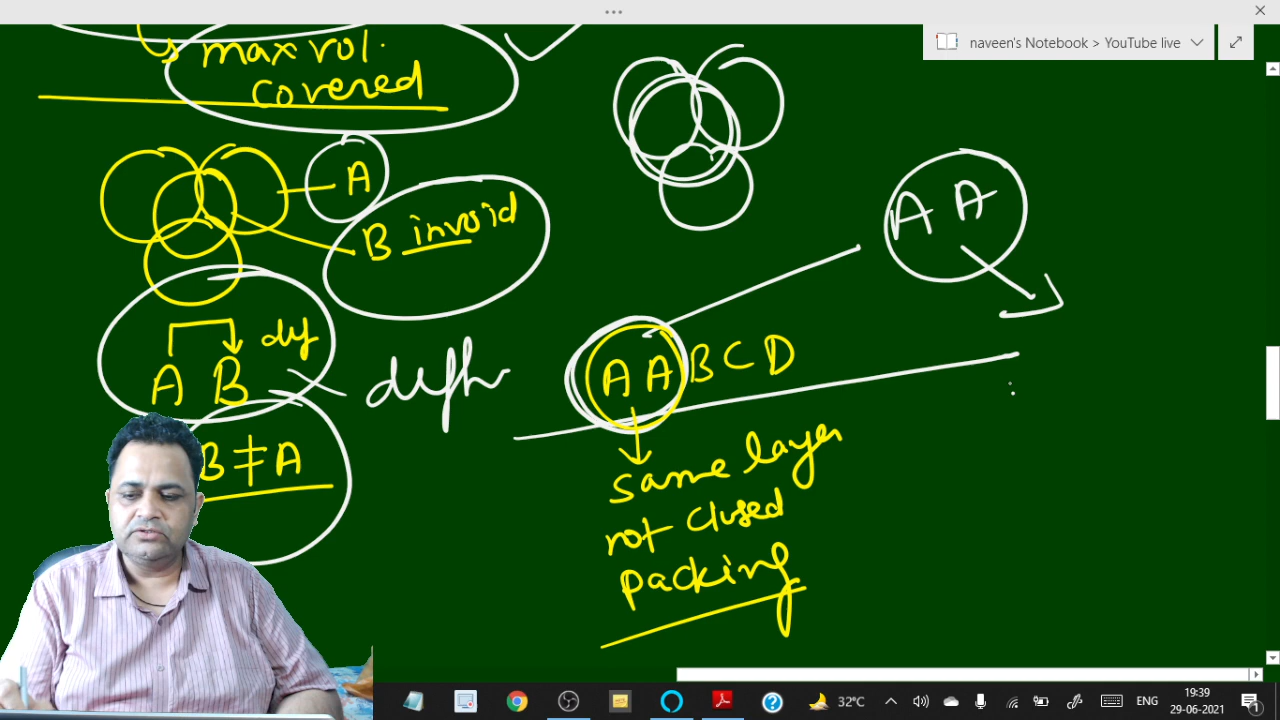 naveen's Notebook > YouTube live
max vol.
covered
A
B invoid
A A
dif
A B
A A B C D
B ≠ A
same layer
not closed
packing
32°C
ENG
19:39
29-06-2021
1